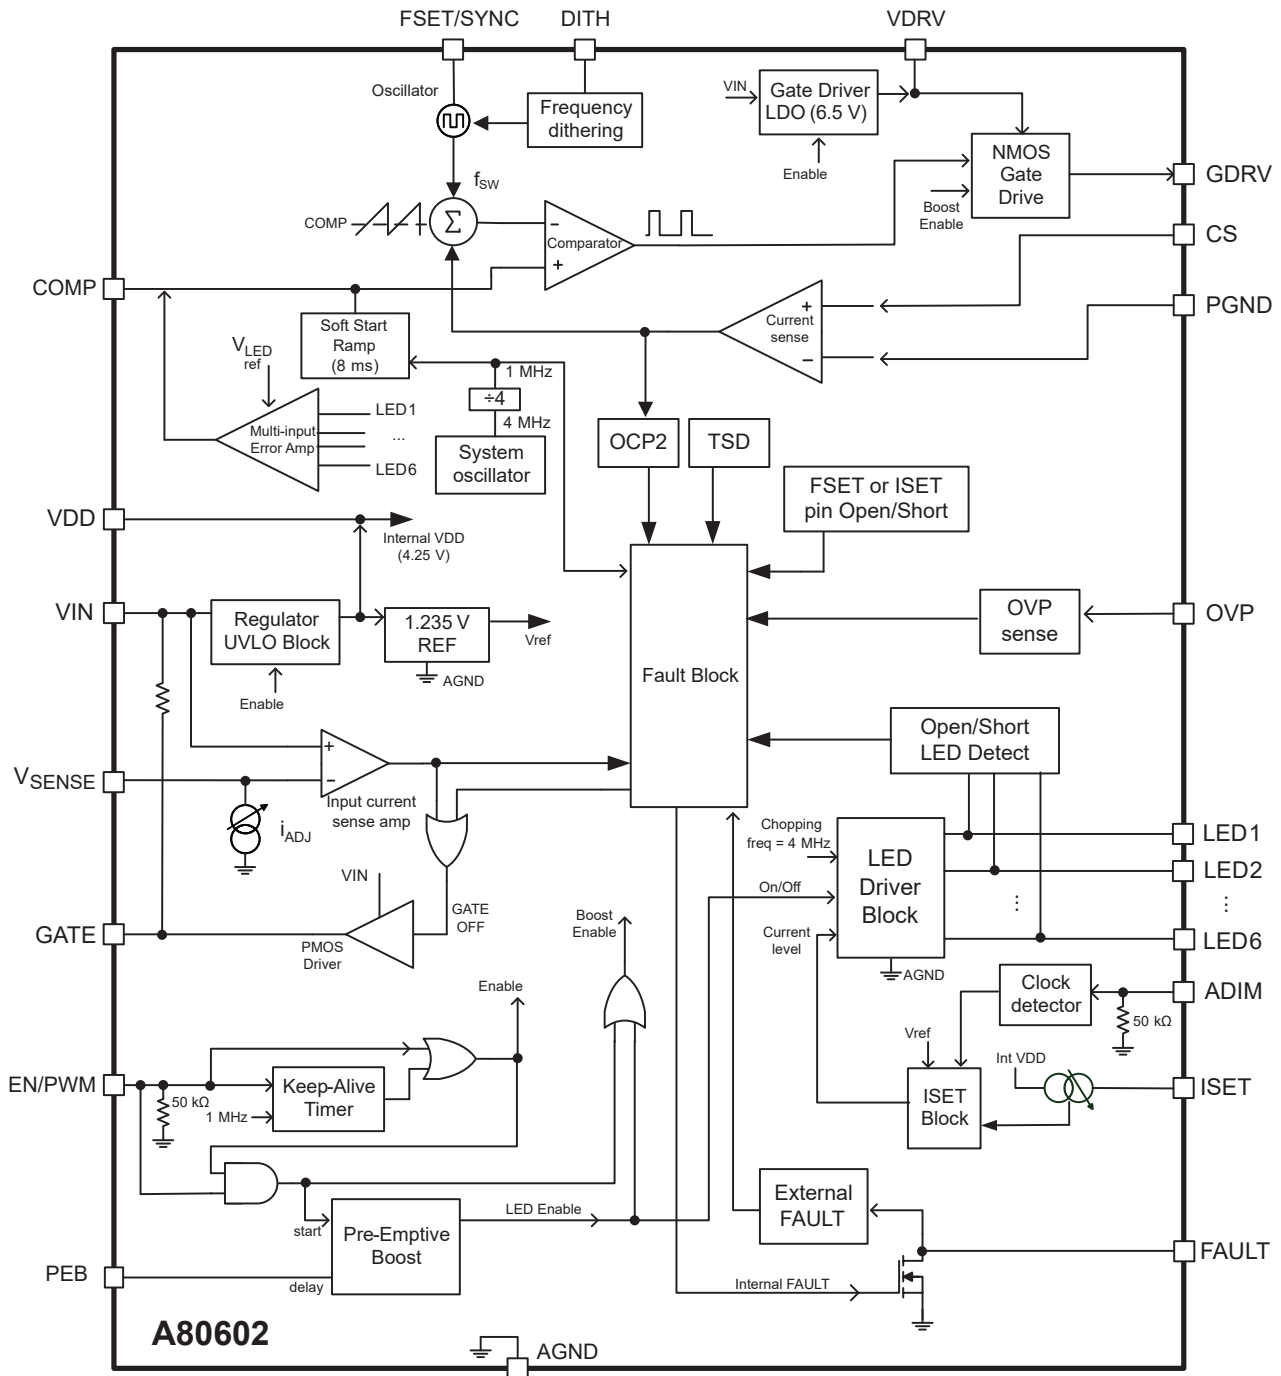 FSET/SYNC
DITH
VDRV
Oscillator
Frequency
dithering
VIN
Gate Driver
LDO (6.5 V)
Enable
NMOS
Gate
Drive
Boost
Enable
GDRV
CS
PGND
fSW
COMP
Σ
−
Comparator
+
COMP
Soft Start
Ramp
(8 ms)
+
Current
sense
−
1 MHz
÷4
4 MHz
System
oscillator
VLED
ref
Multi-input
Error Amp
LED1
...
LED6
OCP2
TSD
FSET or ISET
pin Open/Short
VDD
Internal VDD
(4.25 V)
VIN
Regulator
UVLO Block
Enable
1.235 V
REF
Vref
AGND
Fault Block
OVP
sense
OVP
Open/Short
LED Detect
VSENSE
+
−
Input current
sense amp
iADJ
VIN
GATE
OFF
GATE
PMOS
Driver
Chopping
freq = 4 MHz
On/Off
Current
level
LED
Driver
Block
AGND
LED1
LED2
...
...
LED6
Boost
Enable
Clock
detector
ADIM
50 kΩ
Enable
EN/PWM
50 kΩ
1 MHz
Keep-Alive
Timer
Vref
Int VDD
ISET
Block
ISET
start
LED Enable
Pre-Emptive
Boost
PEB
delay
External
FAULT
FAULT
Internal FAULT
A80602
AGND